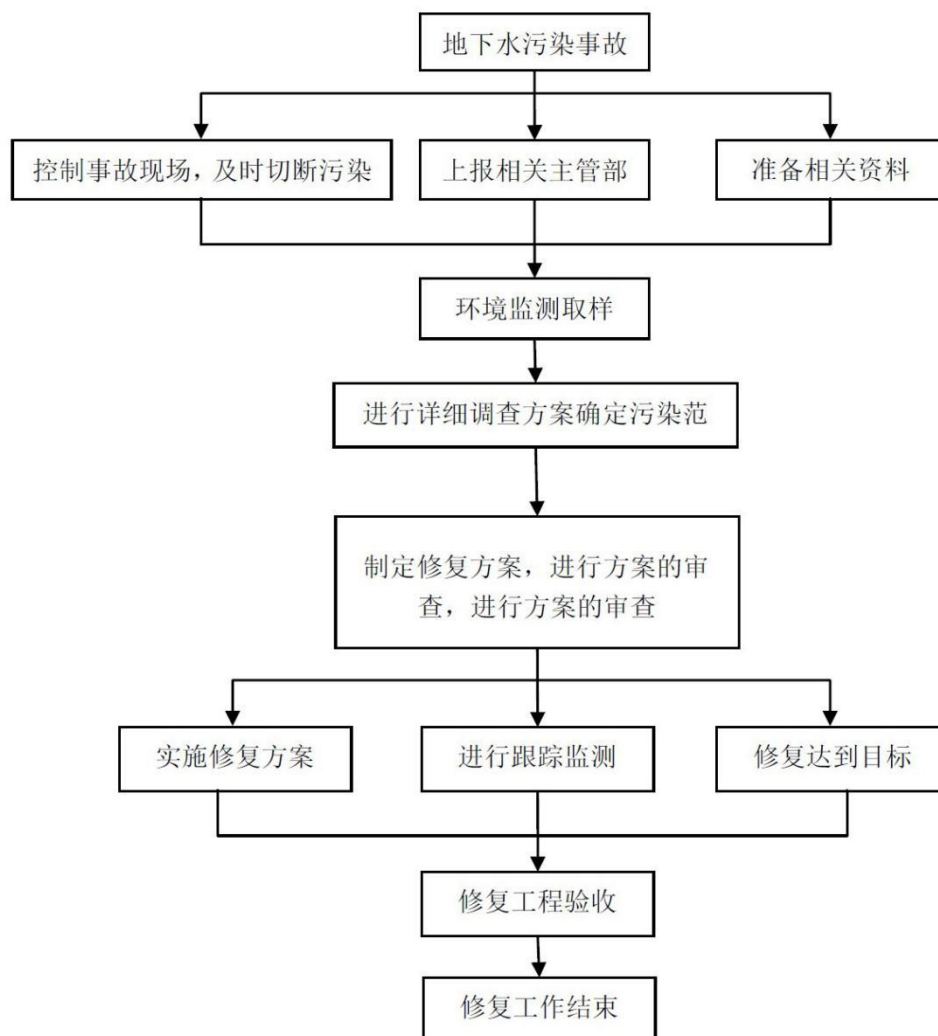 地下水污染事故
控制事故现场，及时切断污染
上报相关主管部
准备相关资料
环境监测取样
进行详细调查方案确定污染范
制定修复方案，进行方案的审
查，进行方案的审查
实施修复方案
进行跟踪监测
修复达到目标
修复工程验收
修复工作结束